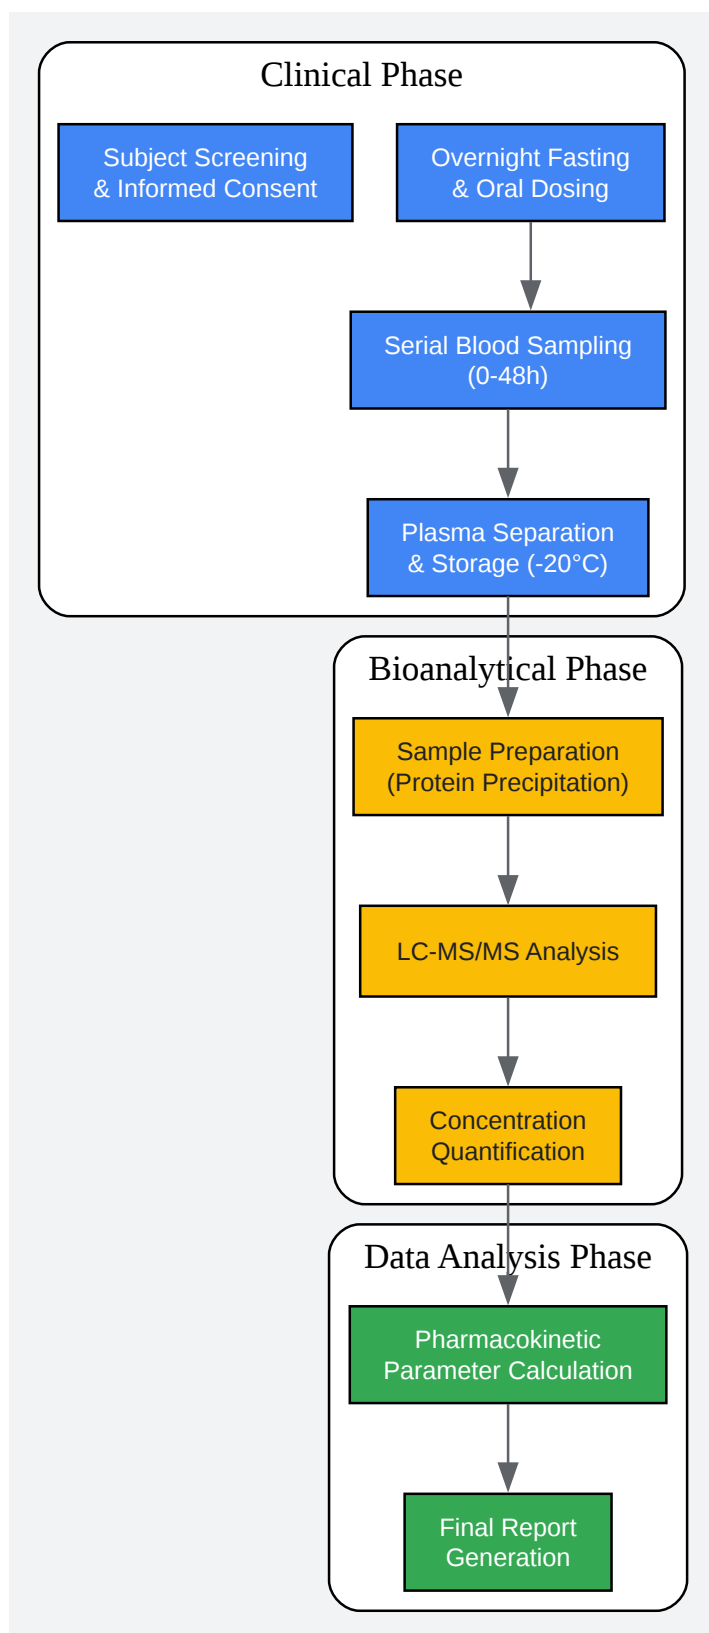 Clinical Phase
Subject Screening
& Informed Consent
Overnight Fasting
& Oral Dosing
Serial Blood Sampling
(0-48h)
Plasma Separation
& Storage (-20°C)
Bioanalytical Phase
Sample Preparation
(Protein Precipitation)
LC-MS/MS Analysis
Concentration
Quantification
Data Analysis Phase
Pharmacokinetic
Parameter Calculation
Final Report
Generation